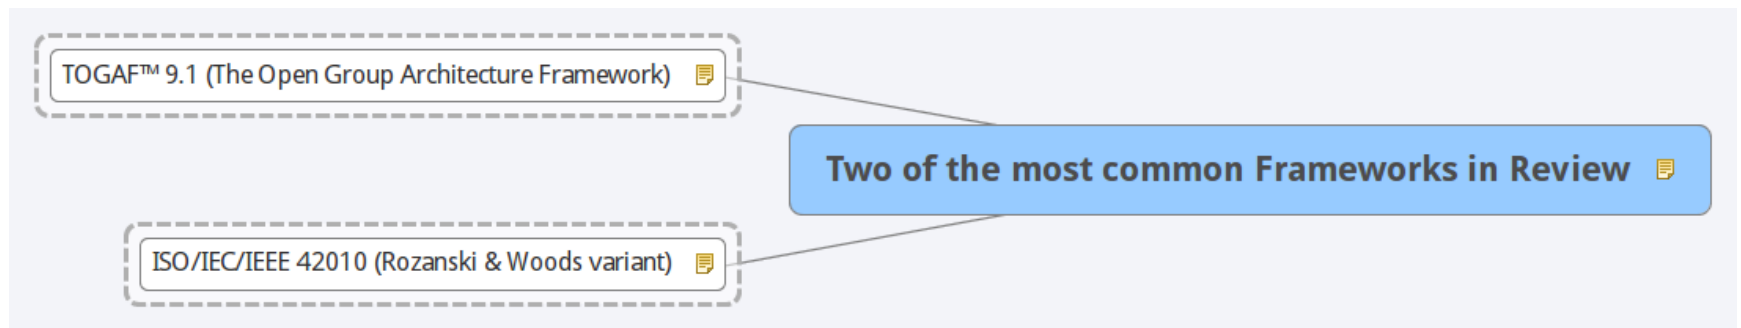 TOGAF™ 9.1 (The Open Group Architecture Framework)
Two of the most common Frameworks in Review
ISO/IEC/IEEE 42010 (Rozanski & Woods variant)